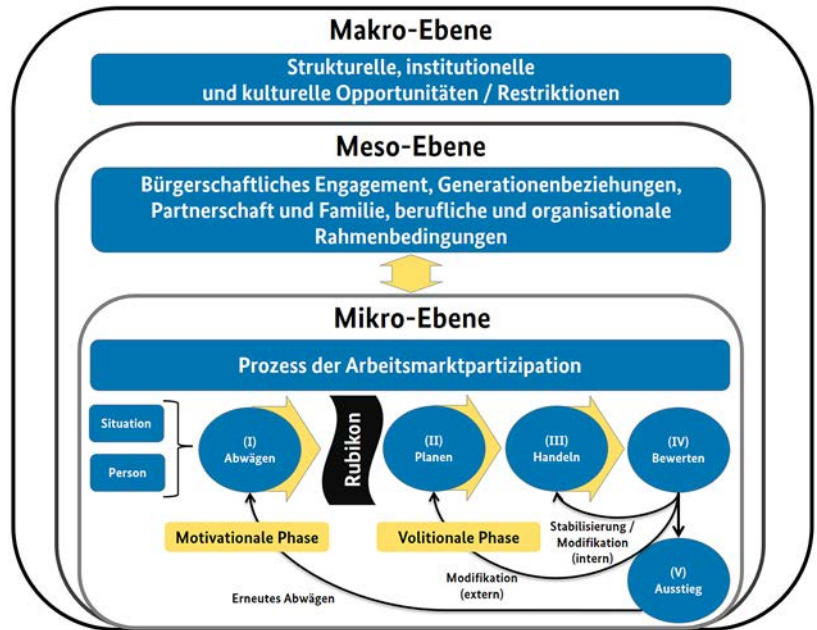 Makro-Ebene
Strukturelle, institutionelle
und kulturelle Opportunitäten / Restriktionen
Meso-Ebene
Bürgerschaftliches Engagement, Generationenbeziehungen,
Partnerschaft und Familie, berufliche und organisationale
Rahmenbedingungen
Mikro-Ebene
Prozess der Arbeitsmarktpartizipation
Situation
Person
(I)
Abwägen
Rubikon
(II)
Planen
(III)
Handeln
(IV)
Bewerten
Motivationale Phase
Volitionale Phase
Stabilisierung /
Modifikation
(intern)
Modifikation
(extern)
(V)
Ausstieg
Erneutes Abwägen